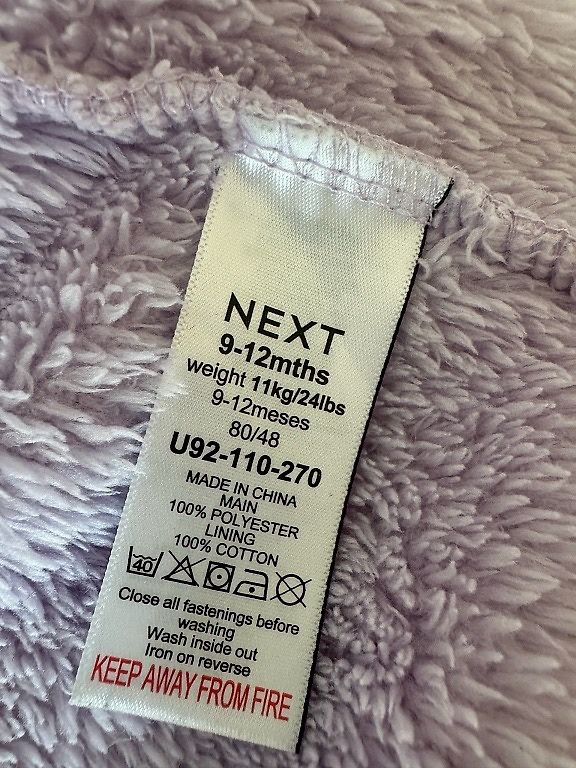 NEXT
9-12mths
weight 11kg/24lbs
9-12meses
80/48
U92-110-270
MADE IN CHINA
MAIN
100% POLYESTER
LINING
100% COTTON
40
Close all fastenings before
washing
Wash inside out
Iron on reverse
KEEP AWAY FROM FIRE